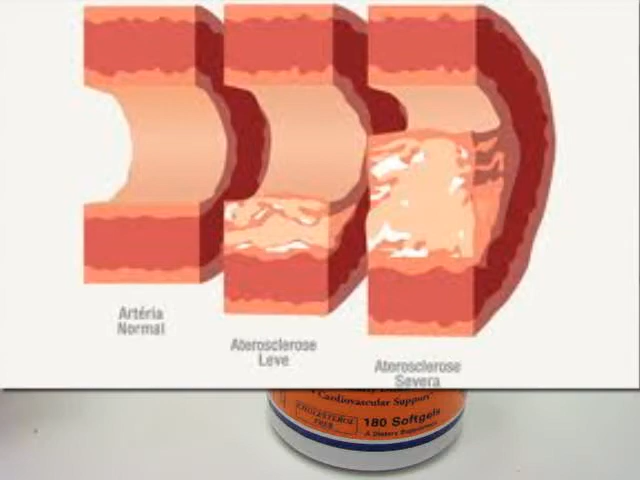 Artéria
Normal
Aterosclerose
Leve
Aterosclerose
Severa
Cardiovascular Support*
CHOLESTEROL
FREE
180 Softgels
A Dietary Supplement